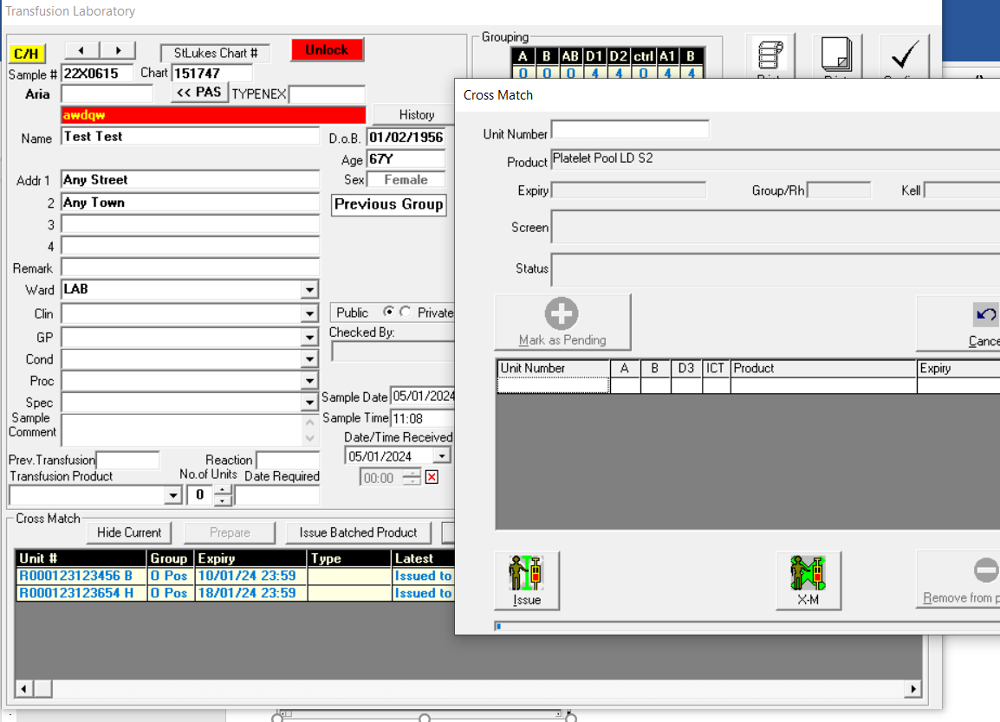 Transfusion Laboratory
C/H
StLukes Chart #
Unlock
Sample # 22X0615 Chart 151747
Aria << PAS TYPENEX
awdqw
History
Name Test Test
D.o.B. 01/02/1956
Age 67Y
Sex Female
Previous Group
Addr 1 Any Street
2 Any Town
3
4
Remark
Ward LAB
Clin
GP
Cond
Proc
Spec
Sample Comment
Public Private
Checked By:
Sample Date 05/01/2024
Sample Time 11:08
Date/Time Received
05/01/2024
00:00
Prev.Transfusion Reaction
Transfusion Product No.of Units Date Required
0
Grouping
A B AB D1 D2 ctrl A1 B
0 0 0 4 4 0 4 4
Cross Match
Hide Current Prepare Issue Batched Product
Unit # Group Expiry Type Latest
R000123123456 B O Pos 10/01/24 23:59 Issued to
R000123123654 H O Pos 18/01/24 23:59 Issued to
Cross Match
Unit Number
Product Platelet Pool LD S2
Expiry Group/Rh Kell
Screen
Status
Mark as Pending
Cance
Unit Number A B D3 ICT Product Expiry
Issue
X-M
Remove from p